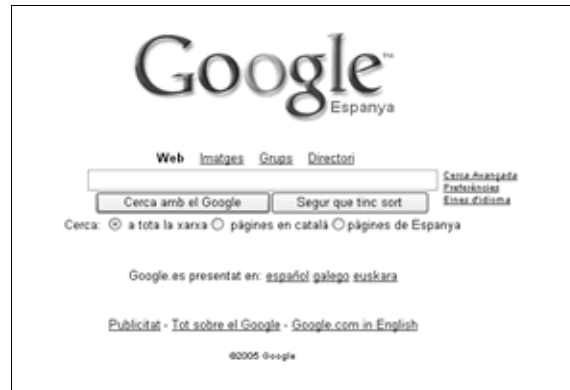 Google™
Espanya
Web Imatges Grups Directori
Cerca Avançada
Preferències
Eines d'idioma
Cerca amb el Google Segur que tinc sort
Cerca: a tota la xarxa pàgines en català pàgines de Espanya
Google.es presentat en: español galego euskara
Publicitat - Tot sobre el Google - Google.com in English
©2005 Google